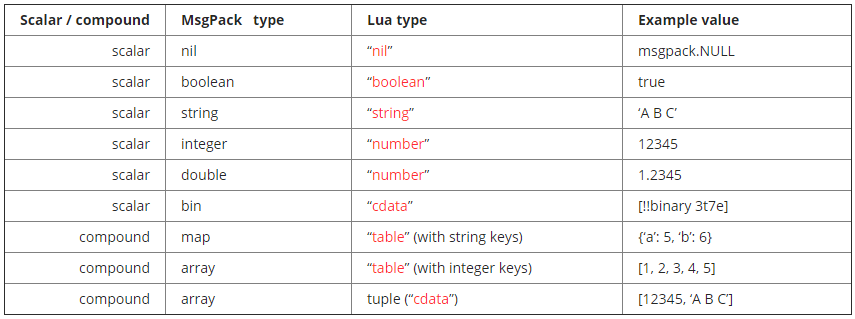 Scalar / compound MsgPack type Lua type Example value
scalar nil “nil” msgpack.NULL
scalar boolean “boolean” true
scalar string “string” ‘A B C’
scalar integer “number” 12345
scalar double “number” 1.2345
scalar bin “cdata” [!!binary 3t7e]
compound map “table” (with string keys) {‘a’: 5, ‘b’: 6}
compound array “table” (with integer keys) [1, 2, 3, 4, 5]
compound array tuple (“cdata”) [12345, ‘A B C’]